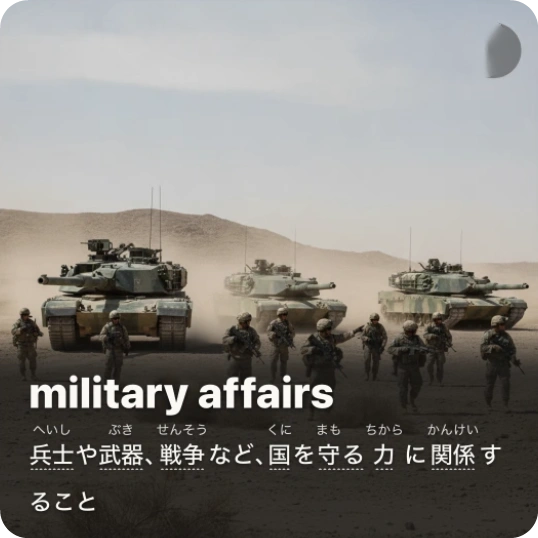 military affairs
へいし ぶき せんそう くに まも ちから かんけい
兵士や武器、戦争など、国を守る力に関係す
ること